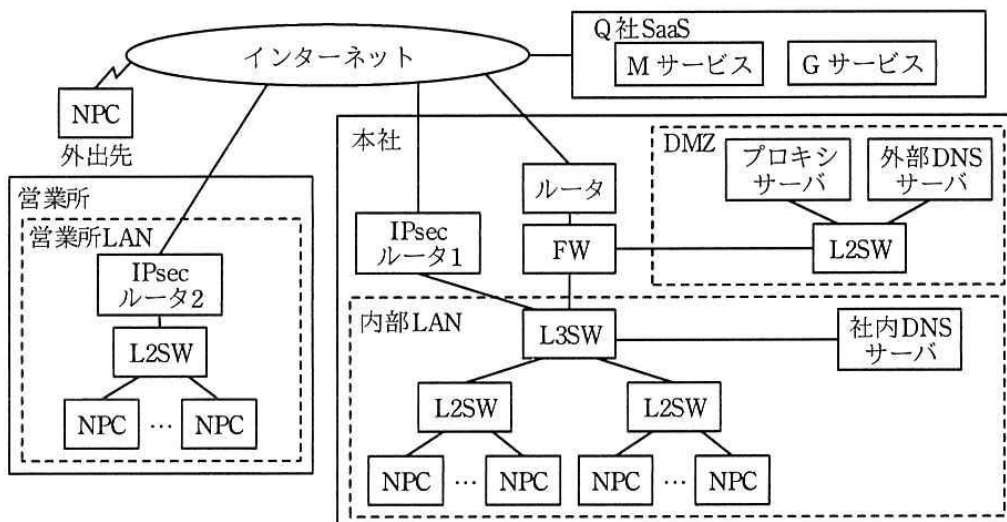 Q社SaaS
インターネット
Mサービス
Gサービス
NPC
外出先
本社
DMZ
プロキシ
サーバ
外部DNS
サーバ
ルータ
営業所
営業所LAN
IPsec
ルータ1
FW
L2SW
IPsec
ルータ2
内部LAN
L3SW
社内DNS
サーバ
L2SW
L2SW
L2SW
NPC … NPC
NPC … NPC
NPC … NPC